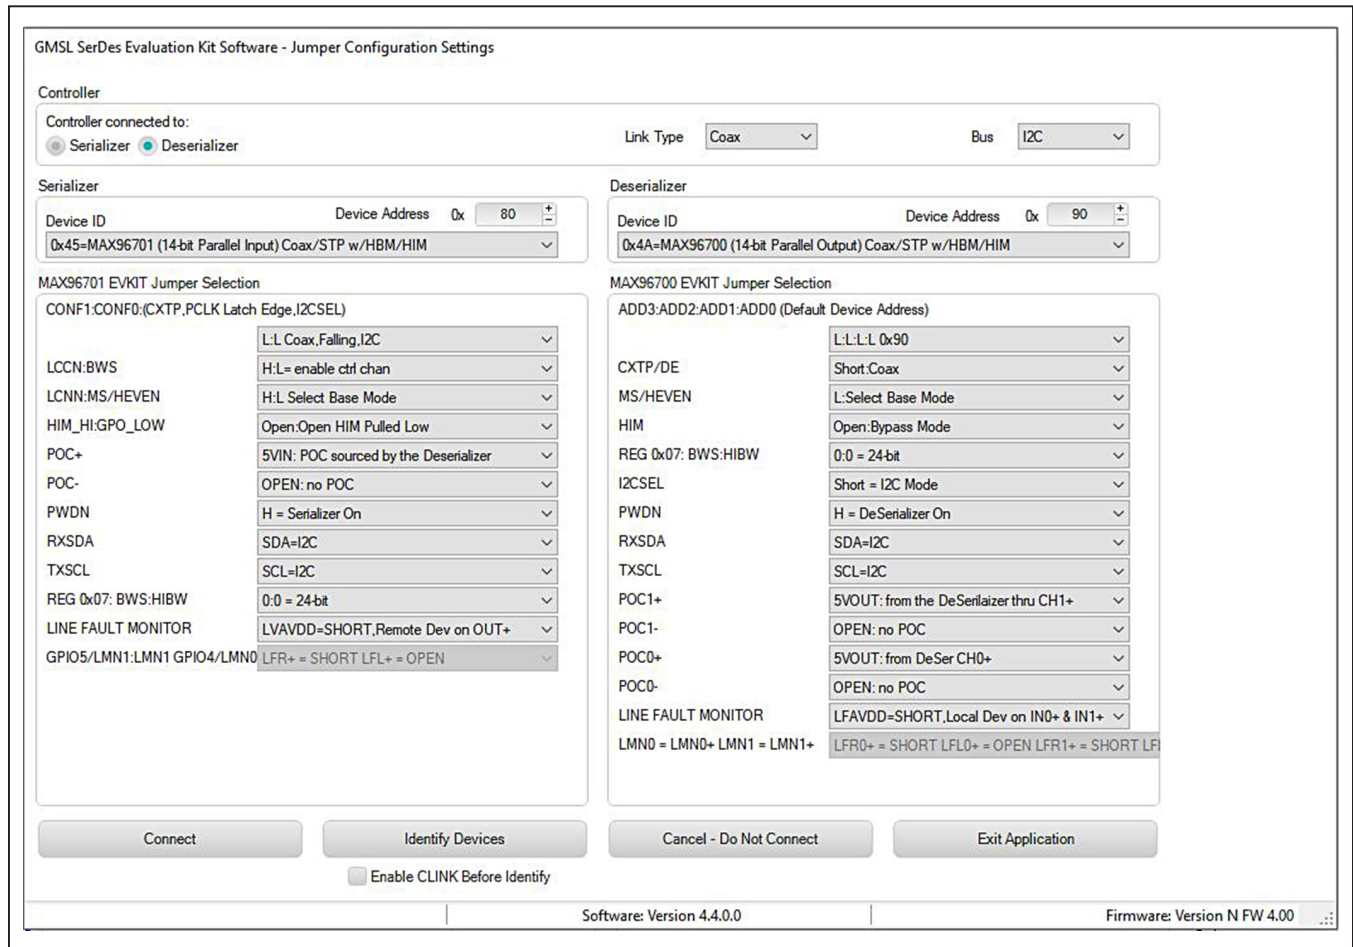 GMSL SerDes Evaluation Kit Software - Jumper Configuration Settings
Controller
Controller connected to:
Serializer Deserializer
Link Type Coax
Bus I2C
Serializer
Device ID
Device Address 0x 80 + -
0x45=MAX96701 (14-bit Parallel Input) Coax/STP w/HBM/HIM
MAX96701 EVKIT Jumper Selection
CONF1:CONF0:(CXTP,PCLK Latch Edge,I2CSEL)
L:L Coax,Falling,I2C
LCCN:BWS H:L= enable ctrl chan
LCNN:MS/HEVEN H:L Select Base Mode
HIM_HI:GPO_LOW Open:Open HIM Pulled Low
POC+ 5VIN: POC sourced by the Deserializer
POC- OPEN: no POC
PWDN H = Serializer On
RXSDA SDA=I2C
TXSCL SCL=I2C
REG 0x07: BWS:HIBW 0:0 = 24-bit
LINE FAULT MONITOR LVAVDD=SHORT,Remote Dev on OUT+
GPIO5/LMN1:LMN1 GPIO4/LMN0 LFR+ = SHORT LFL+ = OPEN
Deserializer
Device ID
Device Address 0x 90 + -
0x4A=MAX96700 (14-bit Parallel Output) Coax/STP w/HBM/HIM
MAX96700 EVKIT Jumper Selection
ADD3:ADD2:ADD1:ADD0 (Default Device Address)
L:L:L:L 0x90
CXTP/DE Short:Coax
MS/HEVEN L:Select Base Mode
HIM Open:Bypass Mode
REG 0x07: BWS:HIBW 0:0 = 24-bit
I2CSEL Short = I2C Mode
PWDN H = DeSerializer On
RXSDA SDA=I2C
TXSCL SCL=I2C
POC1+ 5VOUT: from the DeSerilaizer thru CH1+
POC1- OPEN: no POC
POC0+ 5VOUT: from DeSer CH0+
POC0- OPEN: no POC
LINE FAULT MONITOR LFAVDD=SHORT,Local Dev on IN0+ & IN1+
LMN0 = LMN0+ LMN1 = LMN1+ LFR0+ = SHORT LFL0+ = OPEN LFR1+ = SHORT
Connect
Identify Devices
Cancel - Do Not Connect
Exit Application
Enable CLINK Before Identify
Software: Version 4.4.0.0
Firmware: Version N FW 4.00